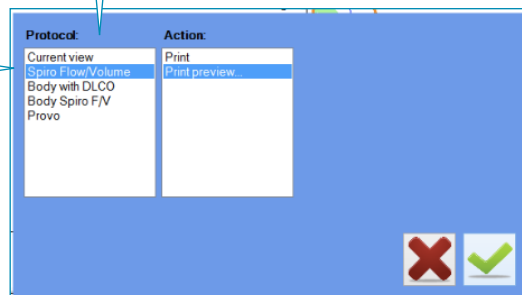 Protocol:
Current view
Spiro Flow/Volume
Body with DLCO
Body Spiro F/V
Provo
Action:
Print
Print preview...